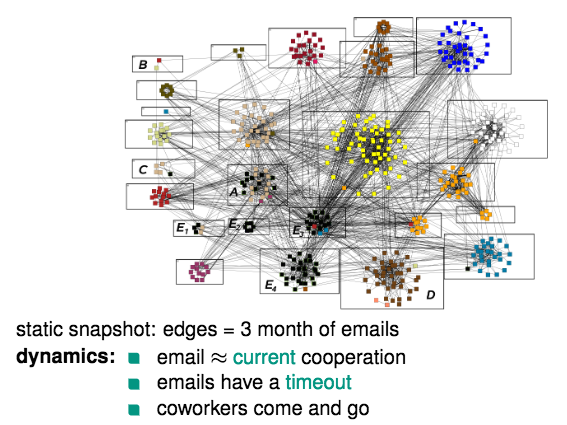 B
C
A
E1
E2
E3
E4
D
static snapshot: edges = 3 month of emails
dynamics: email ≈ current cooperation
emails have a timeout
coworkers come and go